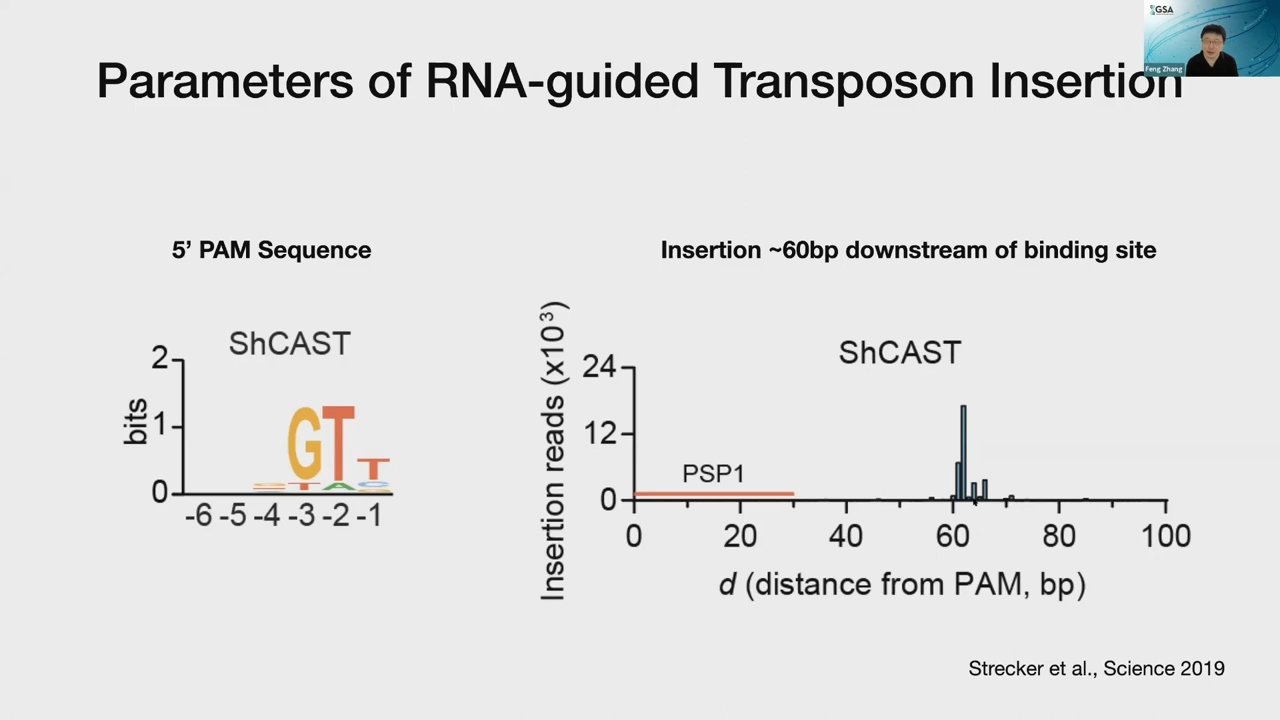 GSA
Feng Zhang
Parameters of RNA-guided Transposon Insertion
5’ PAM Sequence
ShCAST
bits
2
1
0
G T T
T A C
-6 -5 -4 -3 -2 -1
Insertion ~60bp downstream of binding site
ShCAST
Insertion reads (x10³)
24
12
0
PSP1
0 20 40 60 80 100
d (distance from PAM, bp)
Strecker et al., Science 2019